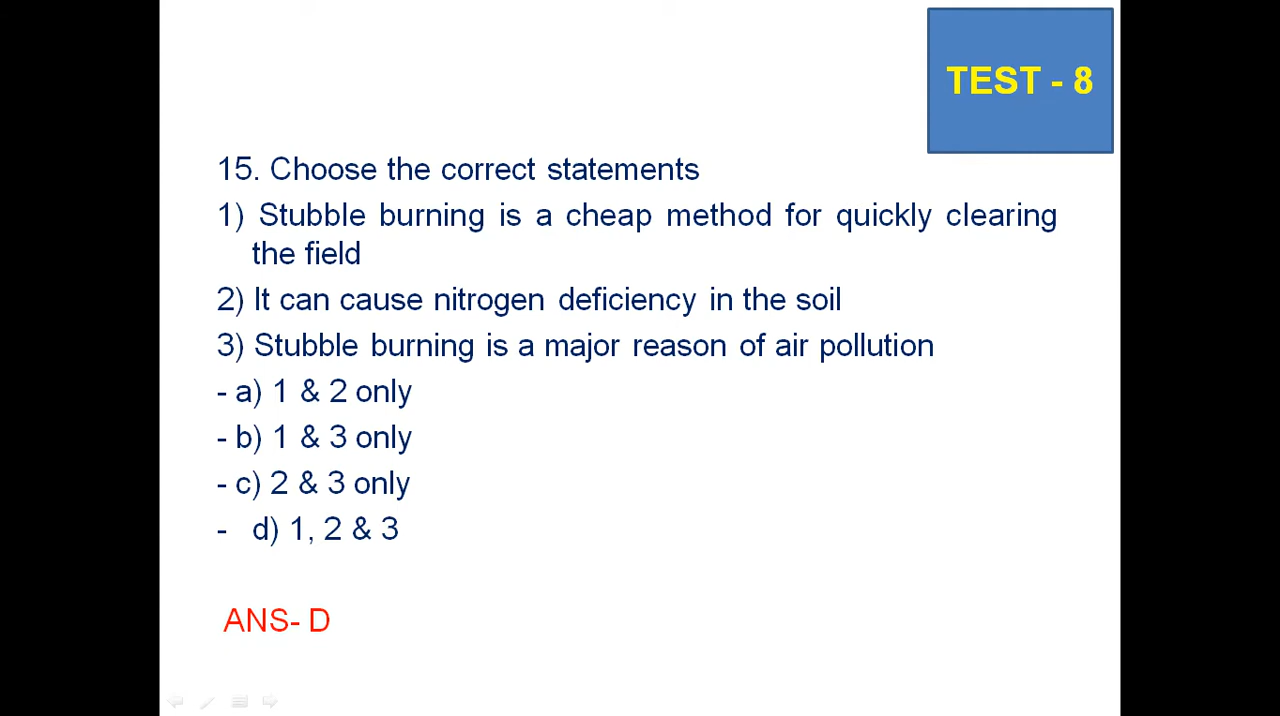 TEST - 8
15. Choose the correct statements
1) Stubble burning is a cheap method for quickly clearing
the field
2) It can cause nitrogen deficiency in the soil
3) Stubble burning is a major reason of air pollution
- a) 1 & 2 only
- b) 1 & 3 only
- c) 2 & 3 only
- d) 1, 2 & 3
ANS- D